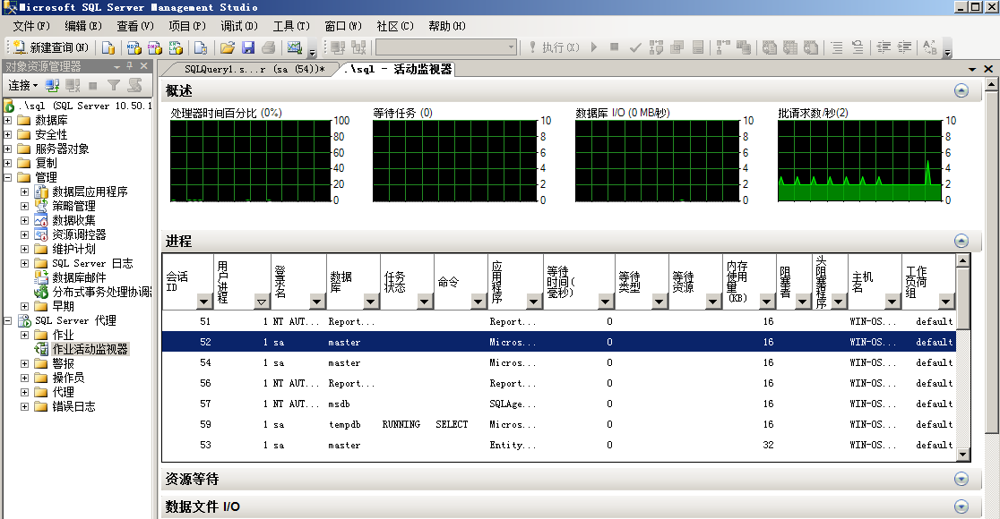 Microsoft SQL Server Management Studio
文件(F) 编辑(E) 查看(V) 项目(P) 调试(D) 工具(T) 窗口(W) 社区(C) 帮助(H)
新建查询(N) 执行(X)
对象资源管理器
SQLQuery1.s...r (sa (54))* .\sql - 活动监视器
连接
.\sql (SQL Server 10.50.1
数据库
安全性
服务器对象
复制
管理
数据层应用程序
策略管理
数据收集
资源调控器
维护计划
SQL Server 日志
数据库邮件
分布式事务处理协调
早期
SQL Server 代理
作业
作业活动监视器
警报
操作员
代理
错误日志
概述
处理器时间百分比 (0%)
100
80
60
40
20
0
等待任务 (0)
10
8
6
4
2
0
数据库 I/O (0 MB/秒)
10
8
6
4
2
0
批请求数/秒(2)
10
8
6
4
2
0
进程
会话 ID 用户进程 登录名 数据库 任务状态 命令 应用程序 等待时间(毫秒) 等待类型 等待资源 内存使用量(KB) 阻塞者 头阻塞程序 主机名 工作负荷组
51 1 NT AUT... Report... Report... 0 16 WIN-OS... default
52 1 sa master Micros... 0 16 WIN-OS... default
54 1 sa master Micros... 0 16 WIN-OS... default
56 1 NT AUT... Report... Report... 0 16 WIN-OS... default
57 1 NT AUT... msdb SQLAge... 0 16 WIN-OS... default
59 1 sa tempdb RUNNING SELECT Micros... 0 16 WIN-OS... default
53 1 sa master Entity... 0 32 WIN-OS... default
资源等待
数据文件 I/O